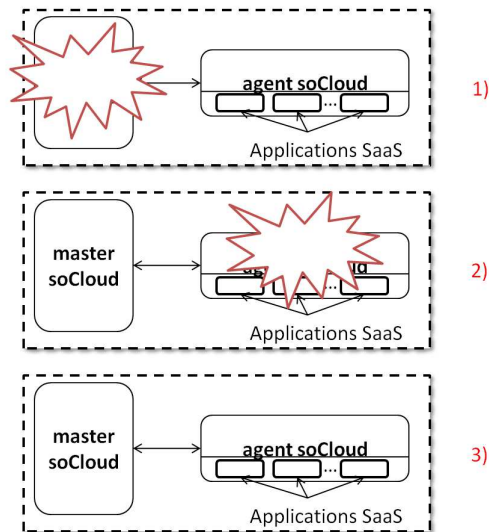 agent soCloud
...
Applications SaaS
1)
master
soCloud
...
Applications SaaS
2)
master
soCloud
agent soCloud
...
Applications SaaS
3)